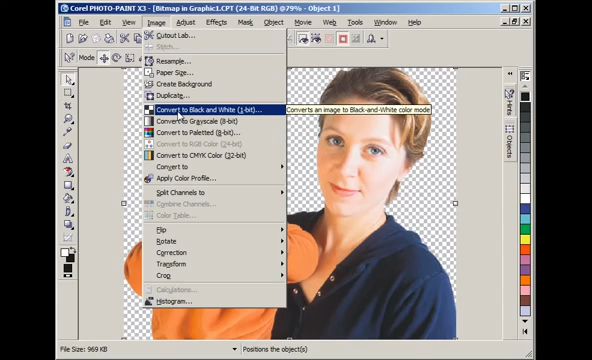 Corel PHOTO-PAINT X3 - [Bitmap in Graphic1.CPT (24-Bit RGB) @79% - Object 1]
File Edit View Image Adjust Effects Mask Object Movie Web Tools Window Help
Mode
Cutout Lab...
Stitch...
Resample...
Paper Size...
Create Background
Duplicate...
Convert to Black and White (1-bit)...
Converts an image to Black-and-White color mode
Convert to Grayscale (8-bit)
Convert to Paletted (8-bit)...
Convert to RGB Color (24-bit)
Convert to CMYK Color (32-bit)
Convert to
Apply Color Profile...
Split Channels to
Combine Channels...
Color Table...
Flip
Rotate
Correction
Transform
Crop
Calculations...
Histogram...
Hints
Objects
File Size: 969 KB
Positions the object(s)